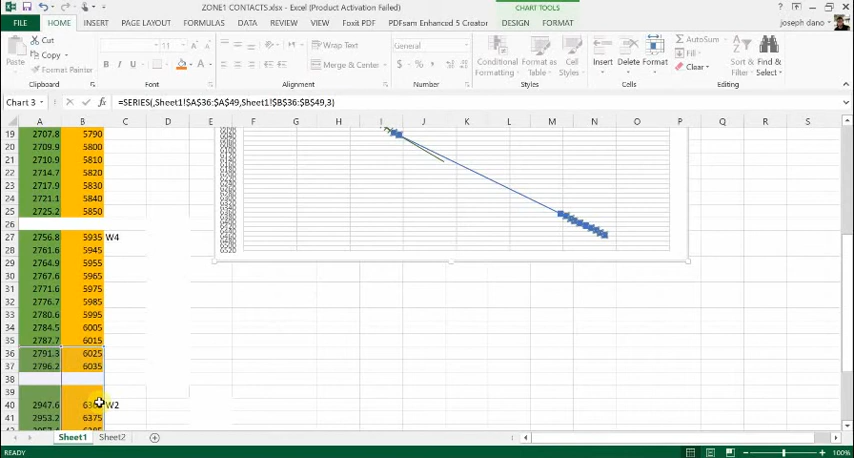 ZONE1 CONTACTS.xlsx - Excel (Product Activation Failed)
CHART TOOLS
FILE HOME INSERT PAGE LAYOUT FORMULAS DATA REVIEW VIEW Foxit PDF PDFsam Enhanced 5 Creator DESIGN FORMAT
joseph dano
Cut
Copy
Format Painter
Paste
Clipboard
B I U
Font
Wrap Text
Merge & Center
Alignment
General
$ % ,
Number
Conditional Formatting
Format as Table
Cell Styles
Styles
Insert Delete Format
Cells
AutoSum
Fill
Clear
Sort & Filter
Find & Select
Editing
Chart 3 fx =SERIES(,Sheet1!$A$36:$A$49,Sheet1!$B$36:$B$49,3)
A B C D E F G H I J K L M N O P Q R S
19 2707.8 5790
20 2709.9 5800
21 2710.9 5810
22 2714.7 5820
23 2717.9 5830
24 2721.1 5840
25 2725.2 5850
26
27 2756.8 5935 W4
28 2761.6 5945
29 2764.9 5955
30 2767.6 5965
31 2771.6 5975
32 2776.7 5985
33 2780.6 5995
34 2784.5 6005
35 2787.7 6015
36 2791.3 6025
37 2796.2 6035
38
39
40 2947.6 W2
41 2953.2 6375
6520
Sheet1 Sheet2
READY
100%